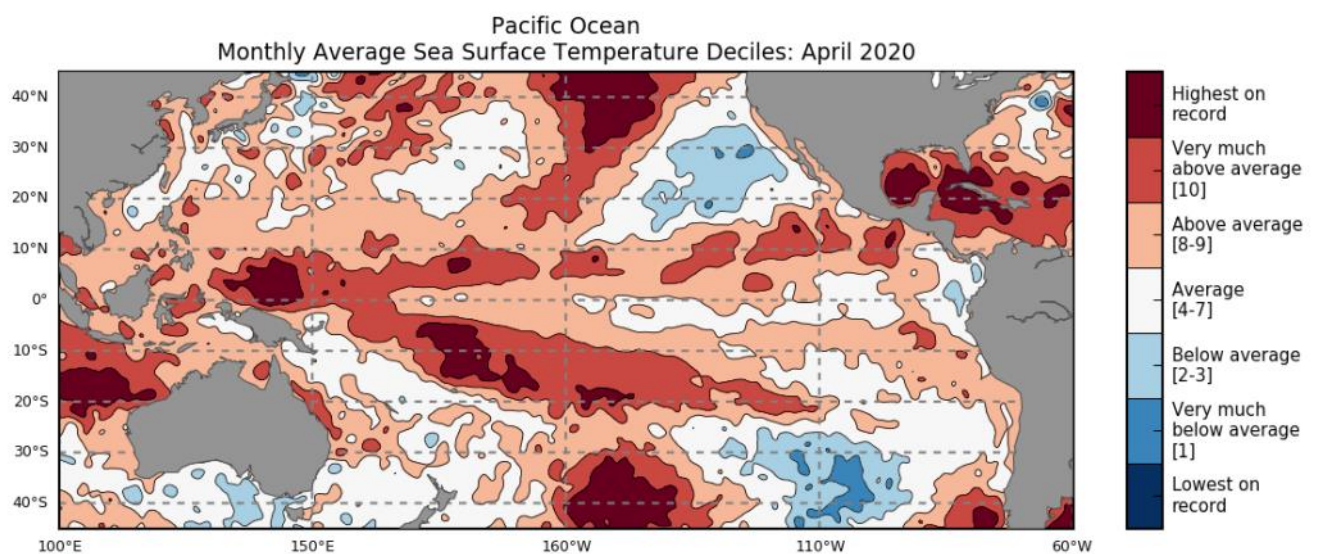 Pacific Ocean
Monthly Average Sea Surface Temperature Deciles: April 2020
40°N
30°N
20°N
10°N
0°
10°S
20°S
30°S
40°S
100°E
150°E
160°W
110°W
60°W
Highest on
record
Very much
above average
[10]
Above average
[8-9]
Average
[4-7]
Below average
[2-3]
Very much
below average
[1]
Lowest on
record